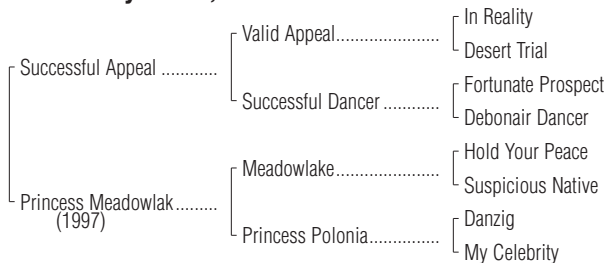 In Reality
Valid Appeal....................
Desert Trial
Successful Appeal ............
Fortunate Prospect
Successful Dancer ............
Debonair Dancer
Hold Your Peace
Meadowlake.....................
Suspicious Native
Princess Meadowlak.........
(1997)
Danzig
Princess Polonia...............
My Celebrity